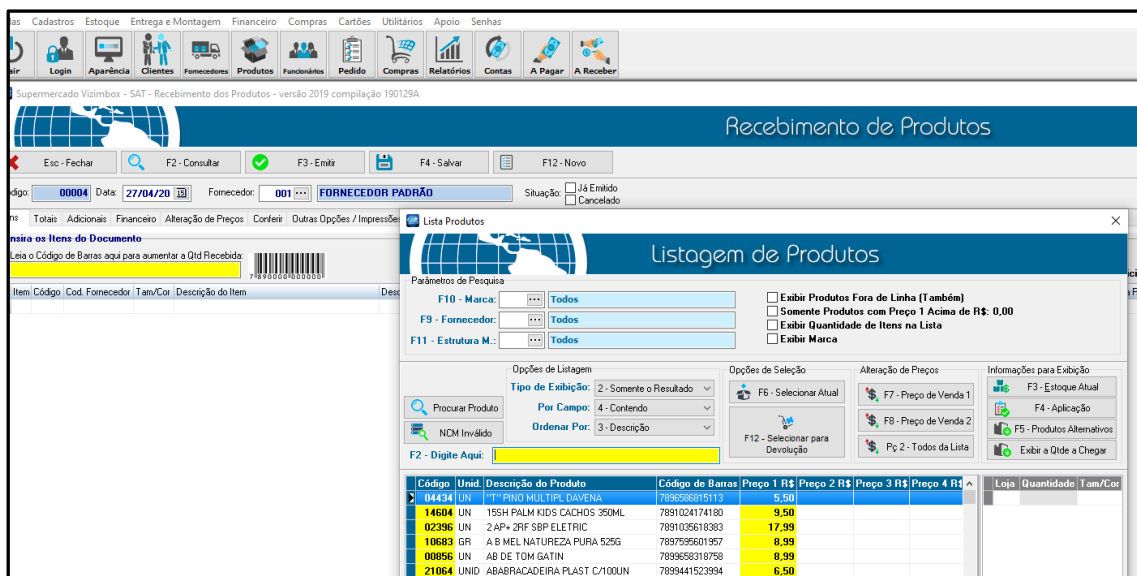 Cadastros Estoque Entrega e Montagem Financeiro Compras Cartões Utilitários Apoio Senhas
Login Aparência Clientes Fornecedores Produtos Funcionários Pedido Compras Relatórios Contas A Pagar A Receber
Supermercado Vizimbox - SAT - Recebimento dos Produtos - versão 2019 compilação 190129A
Recebimento de Produtos
Esc - Fechar F2 - Consultar F3 - Emitir F4 - Salvar F12 - Novo
digo: 00004 Data: 27/04/20 15 Fornecedor: 001 ... FORNECEDOR PADRÃO Situação: Já Emitido
Cancelado
ns Totais Adicionais Financeiro Alteração de Preços Conferir Outras Opções / Impressões
nsira os Itens do Documento
Leia o Código de Barras aqui para aumentar a Qtd Recebida:
7 890000 000000
Item Código Cod. Fornecedor Tam/Cor Descrição do Item Desc
Lista Produtos
Listagem de Produtos
Parâmetros de Pesquisa
F10 - Marca: ... Todos
F9 - Fornecedor: ... Todos
F11 - Estrutura M.: ... Todos
Exibir Produtos Fora de Linha (Também)
Somente Produtos com Preço 1 Acima de R$: 0,00
Exibir Quantidade de Itens na Lista
Exibir Marca
Procurar Produto
NCM Inválido
Opções de Listagem
Tipo de Exibição: 2 - Somente o Resultado
Por Campo: 4 - Contendo
Ordenar Por: 3 - Descrição
F2 - Digite Aqui:
Opções de Seleção
F6 - Selecionar Atual
F12 - Selecionar para
Devolução
Alteração de Preços
F7 - Preço de Venda 1
F8 - Preço de Venda 2
Pç 2 - Todos da Lista
Informações para Exibição
F3 - Estoque Atual
F4 - Aplicação
F5 - Produtos Alternativos
Exibir a Qtde a Chegar
Código Unid. Descrição do Produto Código de Barras Preço 1 R$ Preço 2 R$ Preço 3 R$ Preço 4 R$
04434 UN "T" PINO MULTIPL DAVENA 7896586815113 5,50
14604 UN 15SH PALM KIDS CACHOS 350ML 7891024174180 9,50
02396 UN 2 AP+ 2RF SBP ELETRIC 7891035618383 17,99
10683 GR A B MEL NATUREZA PURA 525G 7897595601957 8,99
00856 UN AB DE TOM GATIN 7899658318758 8,99
21064 UNID ABABRACADEIRA PLAST C/100UN 7899441523994 6,50
Loja Quantidade Tam/Cor